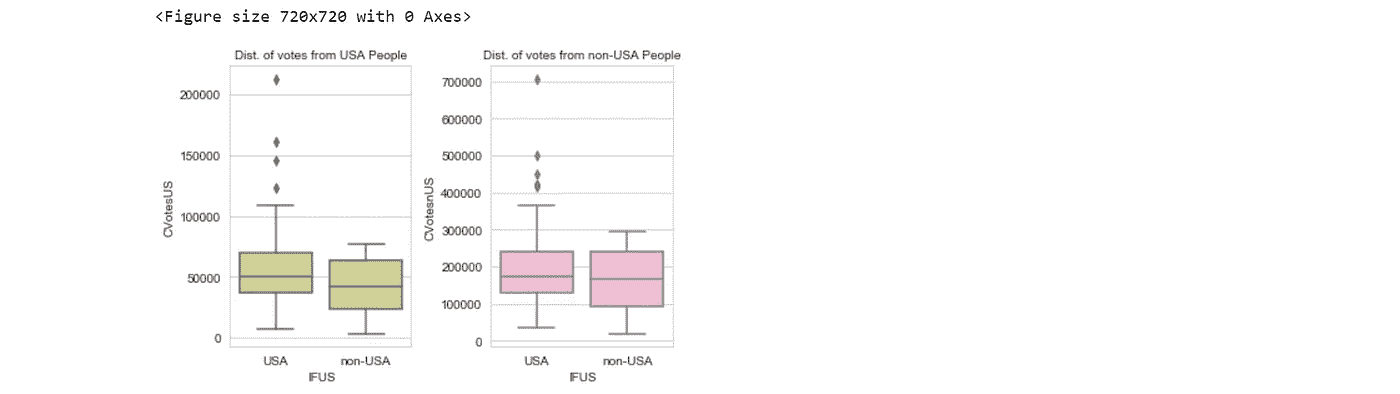 <Figure size 720x720 with 0 Axes>
Dist. of votes from USA People
200000
150000
100000
50000
0
CVotesUS
USA non-USA
IFUS
Dist. of votes from non-USA People
700000
600000
500000
400000
300000
200000
100000
0
CVotesnUS
USA non-USA
IFUS